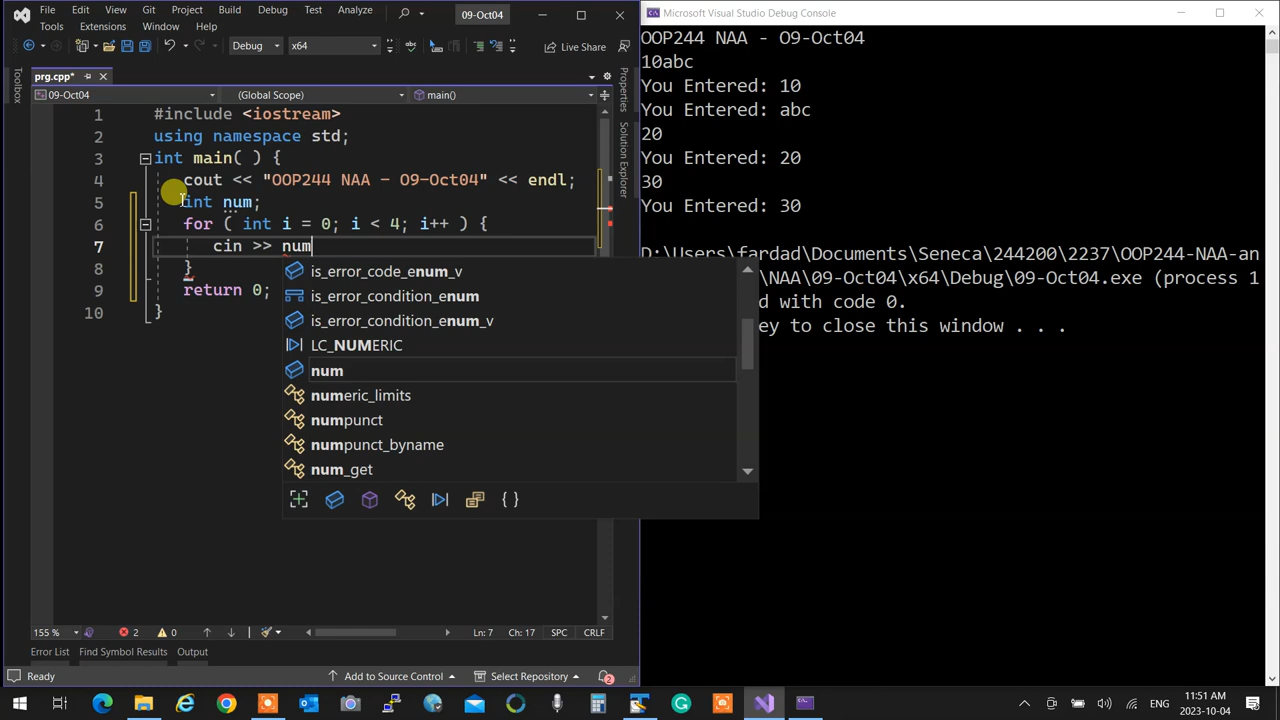 File Edit View Git Project Build
Debug Test Analyze
09-Oct04
Tools Extensions Window Help
Debug x64 Live Share
prg.cpp*
09-Oct04 (Global Scope) main()
1 #include <iostream>
2 using namespace std;
3 int main( ) {
4 cout << "OOP244 NAA - O9-Oct04" << endl;
5 int num;
6 for ( int i = 0; i < 4; i++ ) {
7 cin >> num
8 }
9 return 0;
10 }
is_error_code_enum_v
is_error_condition_enum
is_error_condition_enum_v
LC_NUMERIC
num
numeric_limits
numpunct
numpunct_byname
num_get
{ }
Toolbox
Properties
Solution Explorer
155 % 2 0 Ln: 7 Ch: 17 SPC CRLF
Error List Find Symbol Results Output
Ready Add to Source Control Select Repository 2
Microsoft Visual Studio Debug Console
OOP244 NAA - O9-Oct04
10abc
You Entered: 10
You Entered: abc
20
You Entered: 20
30
You Entered: 30
D:\Users\fardad\Documents\Seneca\244200\2237\OOP244-NAA-an
\NAA\09-Oct04\x64\Debug\09-Oct04.exe (process 1
d with code 0.
ey to close this window . . .
ENG
11:51 AM
2023-10-04